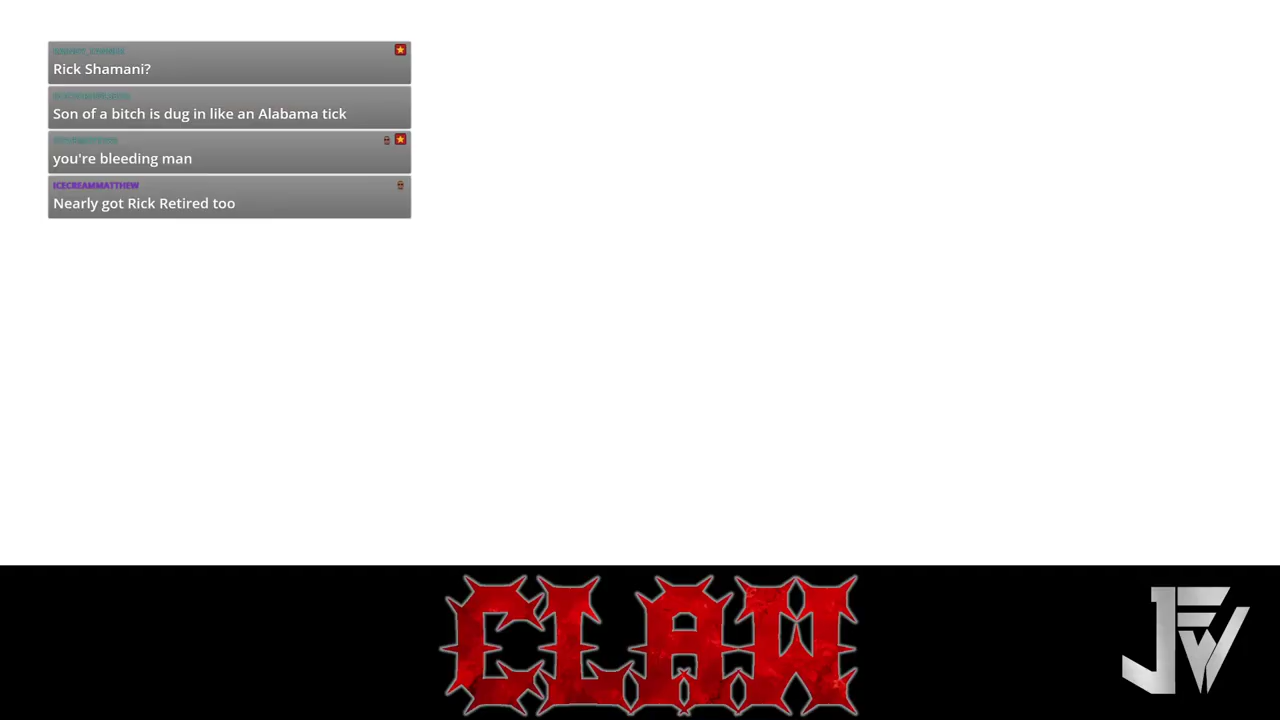 Rick Shamani?
Son of a bitch is dug in like an Alabama tick
you're bleeding man
ICECREAMMATTHEW
Nearly got Rick Retired too
CLAW
JFW